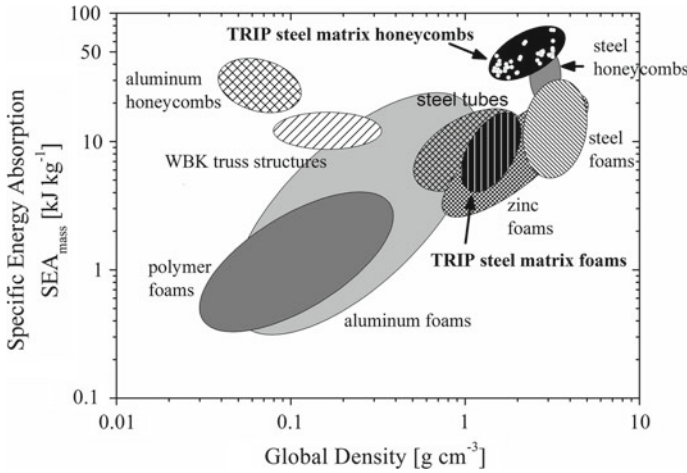 100
50
10
1
0.1
0.01
0.1
1
10
Specific Energy Absorption
SEAmass [kJ kg-1]
Global Density [g cm-3]
TRIP steel matrix honeycombs
steel
honeycombs
aluminum
honeycombs
steel tubes
WBK truss structures
steel
foams
zinc
foams
TRIP steel matrix foams
polymer
foams
aluminum foams